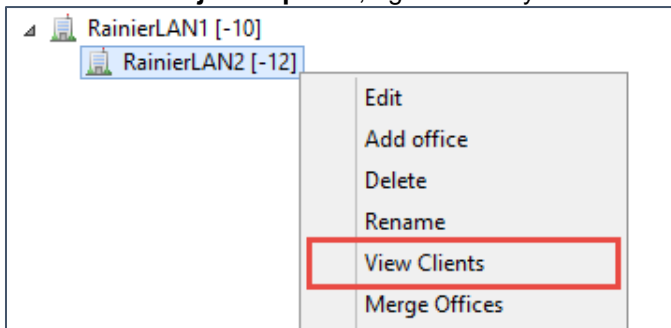 RainierLAN1 [-10]
RainierLAN2 [-12]
Edit
Add office
Delete
Rename
View Clients
Merge Offices